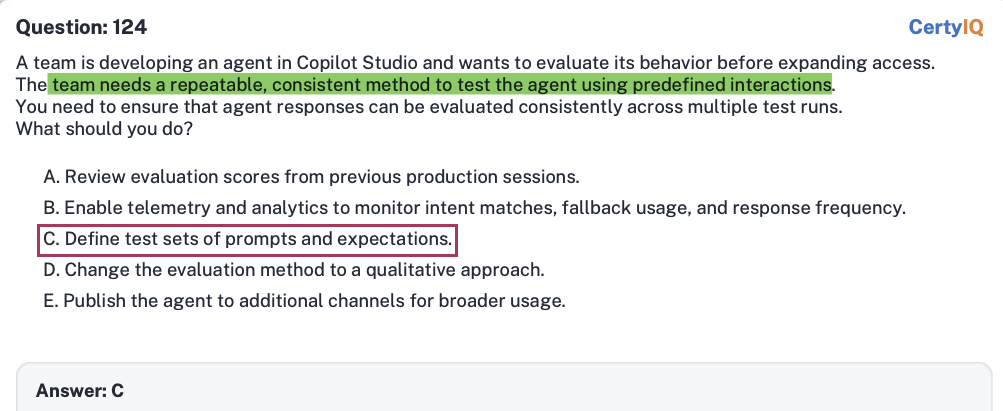 Question: 124
CertyIQ
A team is developing an agent in Copilot Studio and wants to evaluate its behavior before expanding access.
The team needs a repeatable, consistent method to test the agent using predefined interactions.
You need to ensure that agent responses can be evaluated consistently across multiple test runs.
What should you do?
A. Review evaluation scores from previous production sessions.
B. Enable telemetry and analytics to monitor intent matches, fallback usage, and response frequency.
C. Define test sets of prompts and expectations.
D. Change the evaluation method to a qualitative approach.
E. Publish the agent to additional channels for broader usage.
Answer: C